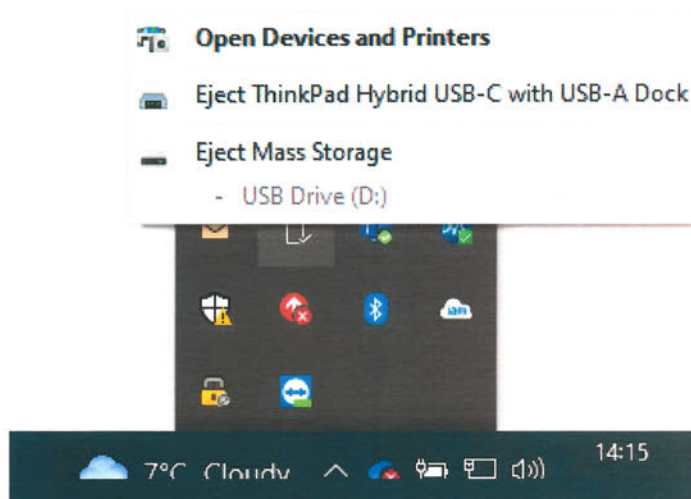 Open Devices and Printers
Eject ThinkPad Hybrid USB-C with USB-A Dock
Eject Mass Storage
- USB Drive (D:)
iam
7°C Cloudy
14:15